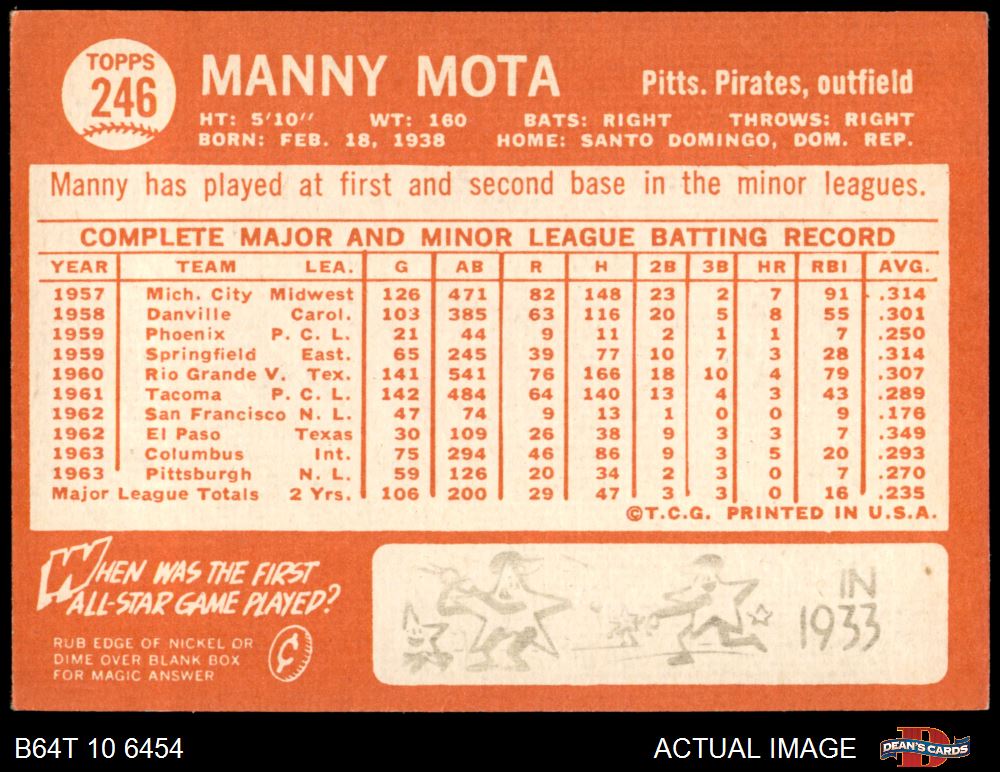 TOPPS
246
MANNY MOTA
Pitts. Pirates, outfield
HT: 5'10" WT: 160 BATS: RIGHT THROWS: RIGHT
BORN: FEB. 18, 1938 HOME: SANTO DOMINGO, DOM. REP.
Manny has played at first and second base in the minor leagues.
COMPLETE MAJOR AND MINOR LEAGUE BATTING RECORD
YEAR TEAM LEA. G AB R H 2B 3B HR RBI AVG.
1957 Mich. City Midwest 126 471 82 148 23 2 7 91 .314
1958 Danville Carol. 103 385 63 116 20 5 8 55 .301
1959 Phoenix P. C. L. 21 44 9 11 2 1 1 7 .250
1959 Springfield East. 65 245 39 77 10 7 3 28 .314
1960 Rio Grande V. Tex. 141 541 76 166 18 10 4 79 .307
1961 Tacoma P. C. L. 142 484 64 140 13 4 3 43 .289
1962 San Francisco N. L. 47 74 9 13 1 0 0 9 .176
1962 El Paso Texas 30 109 26 38 9 3 3 7 .349
1963 Columbus Int. 75 294 46 86 9 3 5 20 .293
1963 Pittsburgh N. L. 59 126 20 34 2 3 0 7 .270
Major League Totals 2 Yrs. 106 200 29 47 3 3 0 16 .235
©T.C.G. PRINTED IN U.S.A.
WHEN WAS THE FIRST
ALL-STAR GAME PLAYED?
RUB EDGE OF NICKEL OR
DIME OVER BLANK BOX
FOR MAGIC ANSWER
¢
IN
1933
B64T 10 6454
ACTUAL IMAGE
D
DEAN'S CARDS